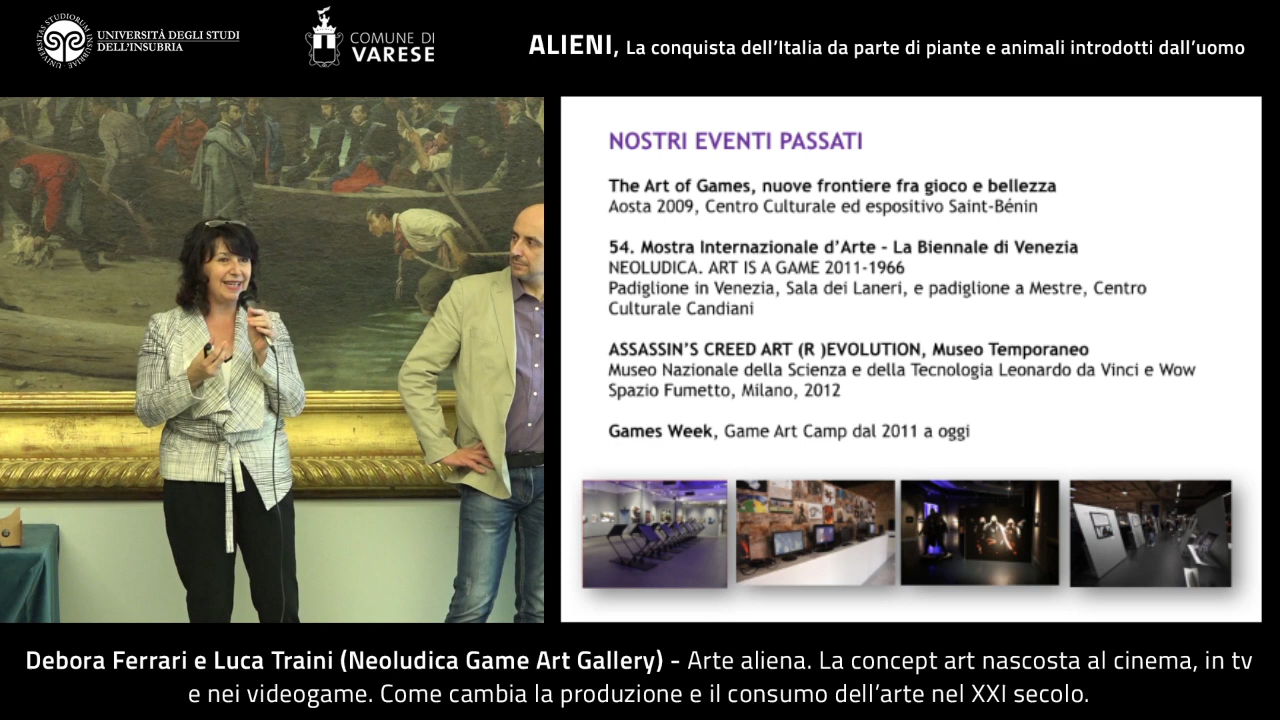 UNIVERSITÀ DEGLI STUDI
DELL'INSUBRIA
COMUNE DI
VARESE
ALIENI, La conquista dell'Italia da parte di piante e animali introdotti dall'uomo
NOSTRI EVENTI PASSATI
The Art of Games, nuove frontiere fra gioco e bellezza
Aosta 2009, Centro Culturale ed espositivo Saint-Bénin
54. Mostra Internazionale d'Arte - La Biennale di Venezia
NEOLUDICA. ART IS A GAME 2011-1966
Padiglione in Venezia, Sala dei Laneri, e padiglione a Mestre, Centro
Culturale Candiani
ASSASSIN'S CREED ART (R )EVOLUTION, Museo Temporaneo
Museo Nazionale della Scienza e della Tecnologia Leonardo da Vinci e Wow
Spazio Fumetto, Milano, 2012
Games Week, Game Art Camp dal 2011 a oggi
Debora Ferrari e Luca Traini (Neoludica Game Art Gallery) - Arte aliena. La concept art nascosta al cinema, in tv
e nei videogame. Come cambia la produzione e il consumo dell'arte nel XXI secolo.